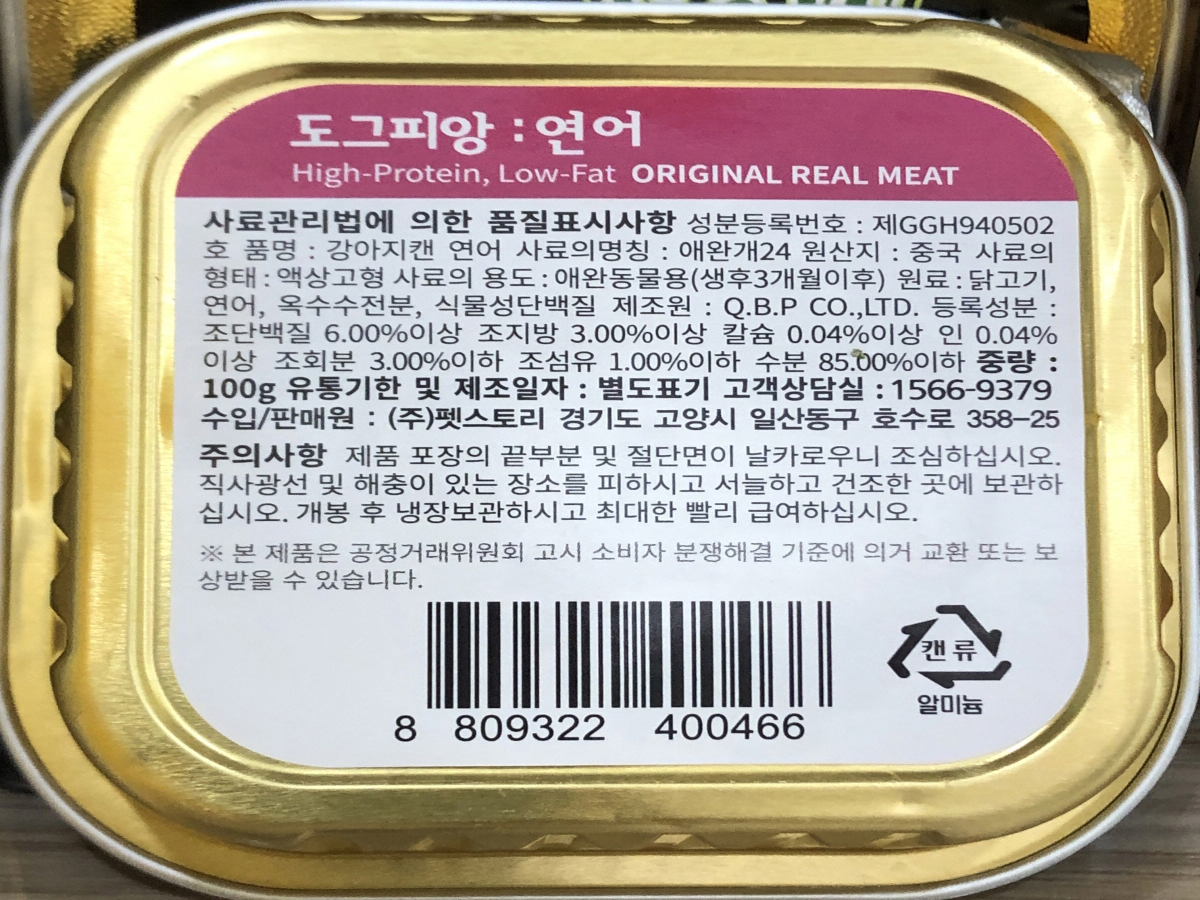 도그피앙 : 연어
High-Protein, Low-Fat ORIGINAL REAL MEAT
사료관리법에 의한 품질표시사항 성분등록번호 : 제GGH940502
호 품명 : 강아지캔 연어 사료의명칭 : 애완개24 원산지 : 중국 사료의
형태 : 액상고형 사료의 용도 : 애완동물용(생후3개월이후) 원료 : 닭고기,
연어, 옥수수전분, 식물성단백질 제조원 : Q.B.P CO.,LTD. 등록성분 :
조단백질 6.00%이상 조지방 3.00%이상 칼슘 0.04%이상 인 0.04%
이상 조회분 3.00%이하 조섬유 1.00%이하 수분 85.00%이하 중량 :
100g 유통기한 및 제조일자 : 별도표기 고객상담실 : 1566-9379
수입/판매원 : (주)펫스토리 경기도 고양시 일산동구 호수로 358-25
주의사항 제품 포장의 끝부분 및 절단면이 날카로우니 조심하십시오.
직사광선 및 해충이 있는 장소를 피하시고 서늘하고 건조한 곳에 보관하
십시오. 개봉 후 냉장보관하시고 최대한 빨리 급여하십시오.
※ 본 제품은 공정거래위원회 고시 소비자 분쟁해결 기준에 의거 교환 또는 보
상받을 수 있습니다.
캔류
알미늄
8 809322 400466